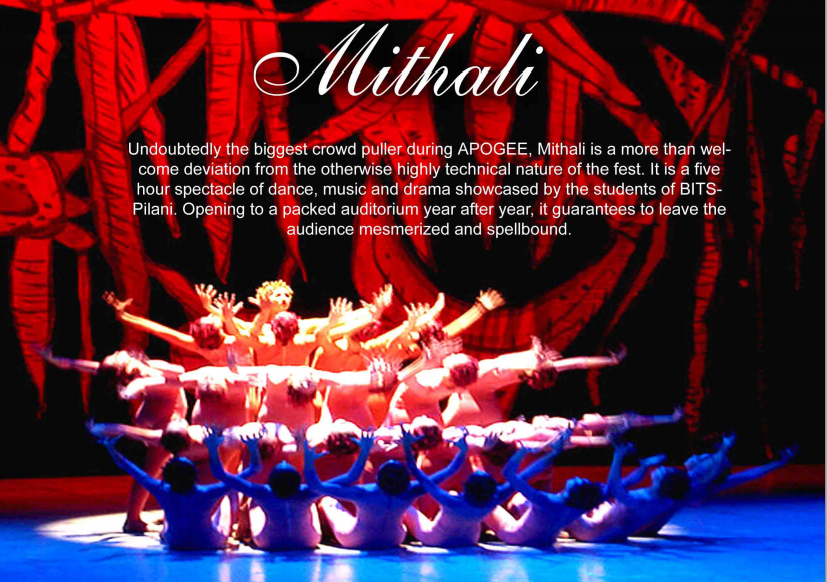 Mithali
Undoubtedly the biggest crowd puller during APOGEE, Mithali is a more than wel-
come deviation from the otherwise highly technical nature of the fest. It is a five
hour spectacle of dance, music and drama showcased by the students of BITS-
Pilani. Opening to a packed auditorium year after year, it guarantees to leave the
audience mesmerized and spellbound.